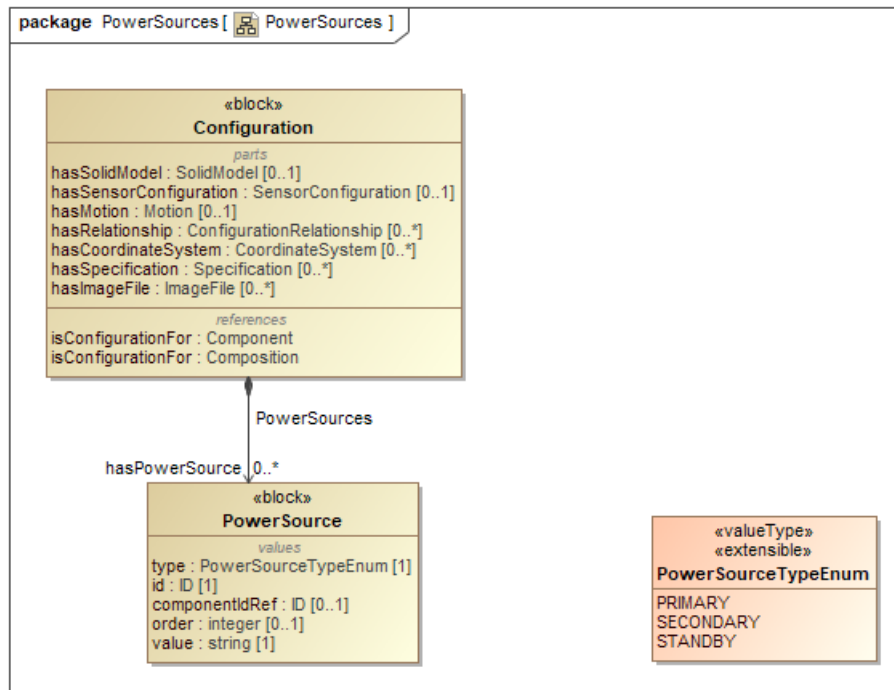 package PowerSources [ PowerSources ]
«block»
Configuration
parts
hasSolidModel : SolidModel [0..1]
hasSensorConfiguration : SensorConfiguration [0..1]
hasMotion : Motion [0..1]
hasRelationship : ConfigurationRelationship [0..*]
hasCoordinateSystem : CoordinateSystem [0..*]
hasSpecification : Specification [0..*]
hasImageFile : ImageFile [0..*]
references
isConfigurationFor : Component
isConfigurationFor : Composition
PowerSources
hasPowerSource 0..*
«block»
PowerSource
values
type : PowerSourceTypeEnum [1]
id : ID [1]
componentIdRef : ID [0..1]
order : integer [0..1]
value : string [1]
«valueType»
«extensible»
PowerSourceTypeEnum
PRIMARY
SECONDARY
STANDBY